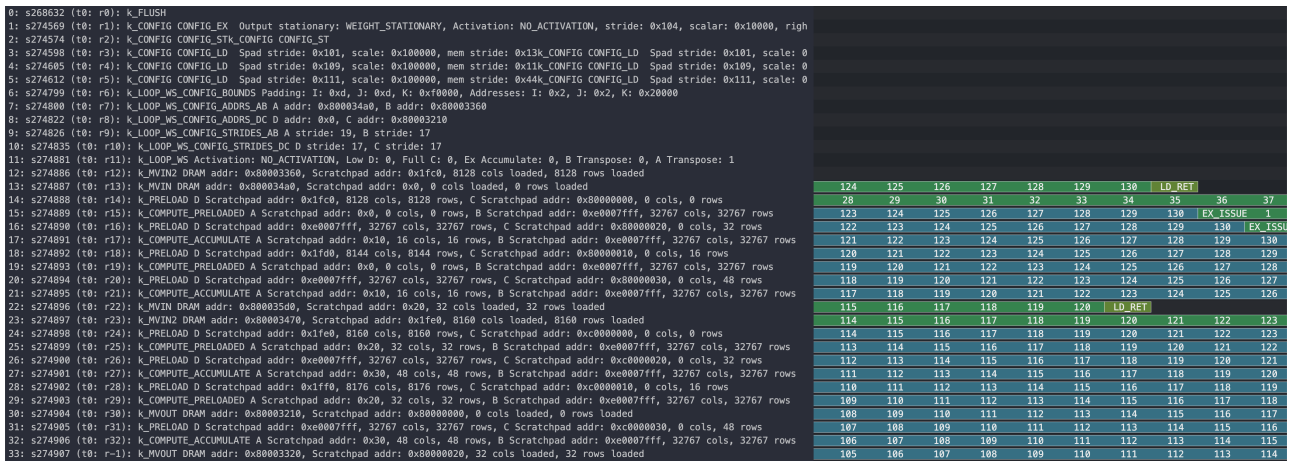 0: s268632 (t0: r0): k_FLUSH
1: s274569 (t0: r1): k_CONFIG CONFIG_EX Output stationary: WEIGHT_STATIONARY, Activation: NO_ACTIVATION, stride: 0x104, scalar: 0x10000, righ
2: s274574 (t0: r2): k_CONFIG CONFIG_STk_CONFIG CONFIG_ST
3: s274598 (t0: r3): k_CONFIG CONFIG_LD Spad stride: 0x101, scale: 0x100000, mem stride: 0x13k_CONFIG CONFIG_LD Spad stride: 0x101, scale: 0
4: s274605 (t0: r4): k_CONFIG CONFIG_LD Spad stride: 0x109, scale: 0x100000, mem stride: 0x11k_CONFIG CONFIG_LD Spad stride: 0x109, scale: 0
5: s274612 (t0: r5): k_CONFIG CONFIG_LD Spad stride: 0x111, scale: 0x100000, mem stride: 0x44k_CONFIG CONFIG_LD Spad stride: 0x111, scale: 0
6: s274799 (t0: r6): k_LOOP_WS_CONFIG_BOUNDS Padding: I: 0xd, J: 0xd, K: 0xf0000, Addresses: I: 0x2, J: 0x2, K: 0x20000
7: s274800 (t0: r7): k_LOOP_WS_CONFIG_ADDRS_AB A addr: 0x800034a0, B addr: 0x80003360
8: s274822 (t0: r8): k_LOOP_WS_CONFIG_ADDRS_DC D addr: 0x0, C addr: 0x80003210
9: s274826 (t0: r9): k_LOOP_WS_CONFIG_STRIDES_AB A stride: 19, B stride: 17
10: s274835 (t0: r10): k_LOOP_WS_CONFIG_STRIDES_DC D stride: 17, C stride: 17
11: s274881 (t0: r11): k_LOOP_WS Activation: NO_ACTIVATION, Low D: 0, Full C: 0, Ex Accumulate: 0, B Transpose: 0, A Transpose: 1
12: s274886 (t0: r12): k_MVIN2 DRAM addr: 0x80003360, Scratchpad addr: 0x1fc0, 8128 cols loaded, 8128 rows loaded
13: s274887 (t0: r13): k_MVIN DRAM addr: 0x800034a0, Scratchpad addr: 0x0, 0 cols loaded, 0 rows loaded 124 125 126 127 128 129 130 LD_RET
14: s274888 (t0: r14): k_PRELOAD D Scratchpad addr: 0x1fc0, 8128 cols, 8128 rows, C Scratchpad addr: 0x80000000, 0 cols, 0 rows 28 29 30 31 32 33 34 35 36 37
15: s274889 (t0: r15): k_COMPUTE_PRELOADED A Scratchpad addr: 0x0, 0 cols, 0 rows, B Scratchpad addr: 0xe0007fff, 32767 cols, 32767 rows 123 124 125 126 127 128 129 130 EX_ISSUE 1
16: s274890 (t0: r16): k_PRELOAD D Scratchpad addr: 0xe0007fff, 32767 cols, 32767 rows, C Scratchpad addr: 0x80000020, 0 cols, 32 rows 122 123 124 125 126 127 128 129 130 EX_ISSU
17: s274891 (t0: r17): k_COMPUTE_ACCUMULATE A Scratchpad addr: 0x10, 16 cols, 16 rows, B Scratchpad addr: 0xe0007fff, 32767 cols, 32767 rows 121 122 123 124 125 126 127 128 129 130
18: s274892 (t0: r18): k_PRELOAD D Scratchpad addr: 0x1fd0, 8144 cols, 8144 rows, C Scratchpad addr: 0x80000010, 0 cols, 16 rows 120 121 122 123 124 125 126 127 128 129
19: s274893 (t0: r19): k_COMPUTE_PRELOADED A Scratchpad addr: 0x0, 0 cols, 0 rows, B Scratchpad addr: 0xe0007fff, 32767 cols, 32767 rows 119 120 121 122 123 124 125 126 127 128
20: s274894 (t0: r20): k_PRELOAD D Scratchpad addr: 0xe0007fff, 32767 cols, 32767 rows, C Scratchpad addr: 0x80000030, 0 cols, 48 rows 118 119 120 121 122 123 124 125 126 127
21: s274895 (t0: r21): k_COMPUTE_ACCUMULATE A Scratchpad addr: 0x10, 16 cols, 16 rows, B Scratchpad addr: 0xe0007fff, 32767 cols, 32767 rows 117 118 119 120 121 122 123 124 125 126
22: s274896 (t0: r22): k_MVIN DRAM addr: 0x800035d0, Scratchpad addr: 0x20, 32 cols loaded, 32 rows loaded 115 116 117 118 119 120 LD_RET
23: s274897 (t0: r23): k_MVIN2 DRAM addr: 0x80003470, Scratchpad addr: 0x1fe0, 8160 cols loaded, 8160 rows loaded 114 115 116 117 118 119 120 121 122 123
24: s274898 (t0: r24): k_PRELOAD D Scratchpad addr: 0x1fe0, 8160 cols, 8160 rows, C Scratchpad addr: 0xc0000000, 0 cols, 0 rows 114 115 116 117 118 119 120 121 122 123
25: s274899 (t0: r25): k_COMPUTE_PRELOADED A Scratchpad addr: 0x20, 32 cols, 32 rows, B Scratchpad addr: 0xe0007fff, 32767 cols, 32767 rows 113 114 115 116 117 118 119 120 121 122
26: s274900 (t0: r26): k_PRELOAD D Scratchpad addr: 0xe0007fff, 32767 cols, 32767 rows, C Scratchpad addr: 0xc0000020, 0 cols, 32 rows 112 113 114 115 116 117 118 119 120 121
27: s274901 (t0: r27): k_COMPUTE_ACCUMULATE A Scratchpad addr: 0x30, 48 cols, 48 rows, B Scratchpad addr: 0xe0007fff, 32767 cols, 32767 rows 111 112 113 114 115 116 117 118 119 120
28: s274902 (t0: r28): k_PRELOAD D Scratchpad addr: 0x1ff0, 8176 cols, 8176 rows, C Scratchpad addr: 0xc0000010, 0 cols, 16 rows 110 111 112 113 114 115 116 117 118 119
29: s274903 (t0: r29): k_COMPUTE_PRELOADED A Scratchpad addr: 0x20, 32 cols, 32 rows, B Scratchpad addr: 0xe0007fff, 32767 cols, 32767 rows 109 110 111 112 113 114 115 116 117 118
30: s274904 (t0: r30): k_MVOUT DRAM addr: 0x80003210, Scratchpad addr: 0x80000000, 0 cols loaded, 0 rows loaded 108 109 110 111 112 113 114 115 116 117
31: s274905 (t0: r31): k_PRELOAD D Scratchpad addr: 0xe0007fff, 32767 cols, 32767 rows, C Scratchpad addr: 0xc0000030, 0 cols, 48 rows 107 108 109 110 111 112 113 114 115 116
32: s274906 (t0: r32): k_COMPUTE_ACCUMULATE A Scratchpad addr: 0x30, 48 cols, 48 rows, B Scratchpad addr: 0xe0007fff, 32767 cols, 32767 rows 106 107 108 109 110 111 112 113 114 115
33: s274907 (t0: r-1): k_MVOUT DRAM addr: 0x80003320, Scratchpad addr: 0x80000020, 32 cols loaded, 32 rows loaded 105 106 107 108 109 110 111 112 113 114